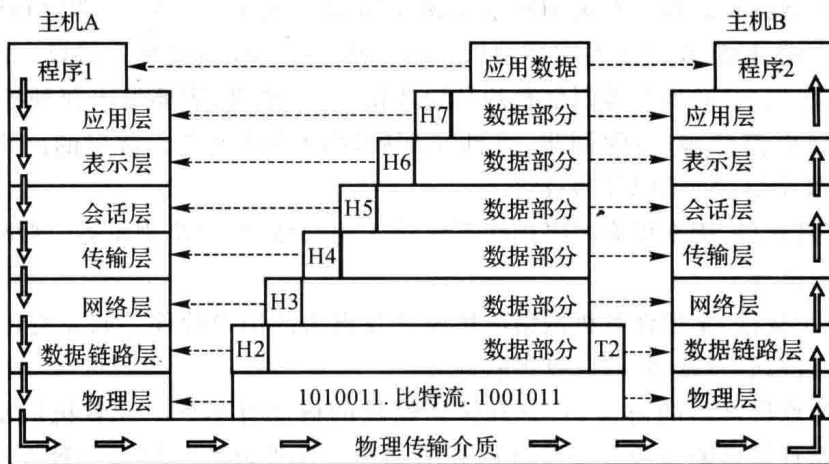 主机A 主机B
程序1 应用数据 程序2
应用层 H7 数据部分 应用层
表示层 H6 数据部分 表示层
会话层 H5 数据部分 会话层
传输层 H4 数据部分 传输层
网络层 H3 数据部分 网络层
数据链路层 H2 数据部分 T2 数据链路层
物理层 1010011.比特流.1001011 物理层
物理传输介质